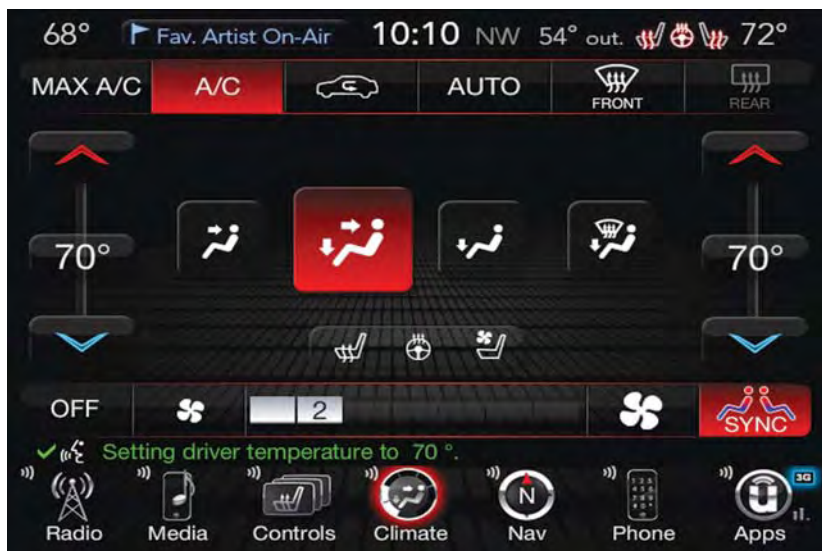 68° Fav. Artist On-Air 10:10 NW 54° out. 72°
MAX A/C A/C AUTO FRONT REAR
70° 70°
OFF 2 SYNC
Setting driver temperature to 70 °.
3G
N
Radio Media Controls Climate Nav Phone Apps